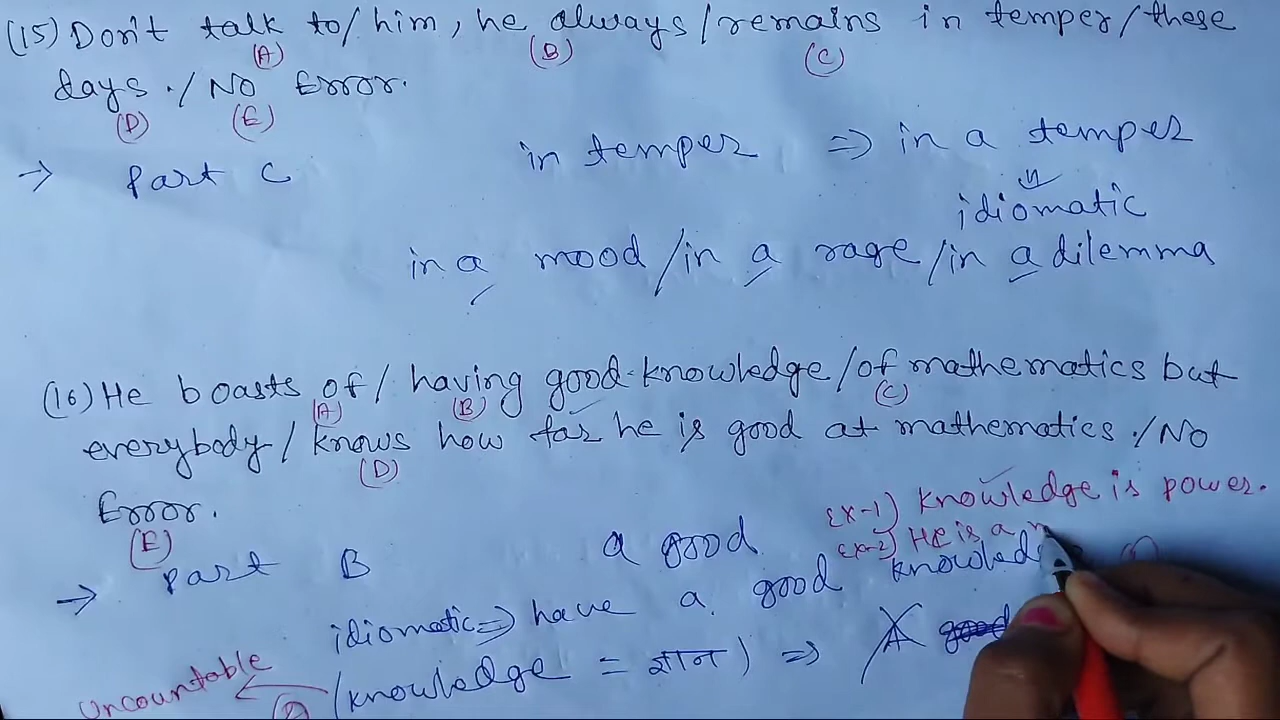 (15) Don't talk to/ him, he always/remains in temper/these
(A) (B) (C)
days./No Error.
(D) (E)
→ Part C in temper ⇒ in a temper
idiomatic
in a mood/in a rage/in a dilemma
(16) He boasts of/ having good knowledge/of mathematics but
(A) (B) (C)
everybody/ knows how far he is good at mathematics./No
(D)
Error.
(E)
Ex-1) Knowledge is power.
Ex-2) He is a
→ Part B a good
idiomatic ⇒ have a good
(knowledge = ज्ञान) ⇒ A good
Uncountable